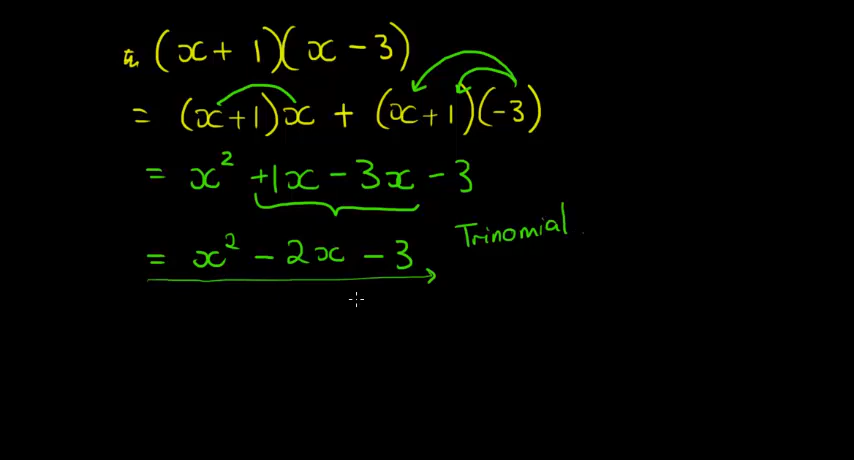 (x + 1)(x - 3)
= (x + 1)x + (x + 1)(-3)
= x² + 1x - 3x - 3
= x² - 2x - 3
Trinomial